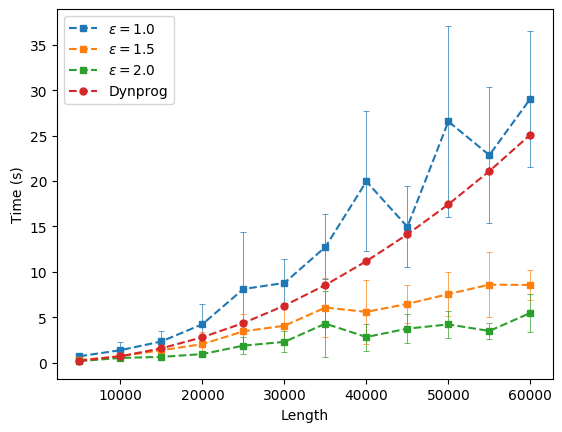 ε = 1.0
ε = 1.5
ε = 2.0
Dynprog
35
30
25
20
15
10
5
0
Time (s)
10000 20000 30000 40000 50000 60000
Length